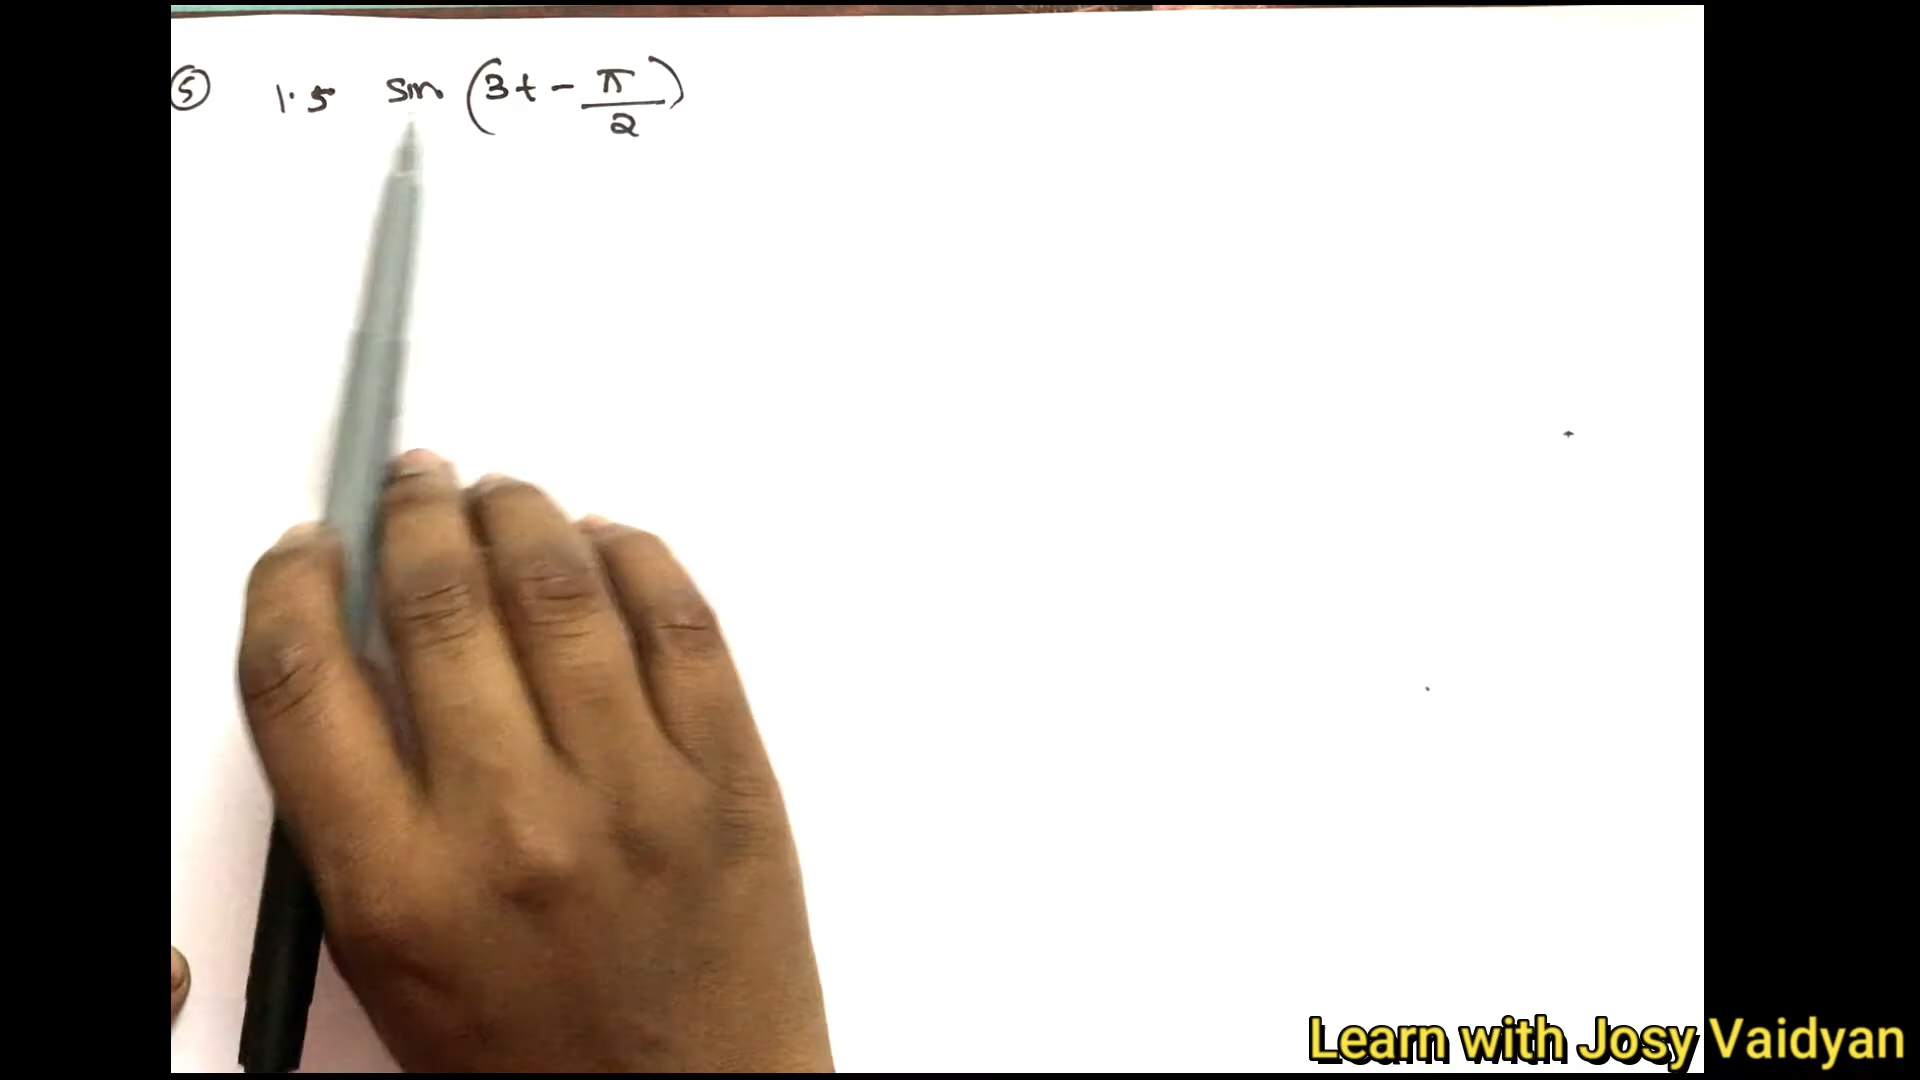 ⑤ 1.5 sin (3t - π/2)
Learn with Josy Vaidyan